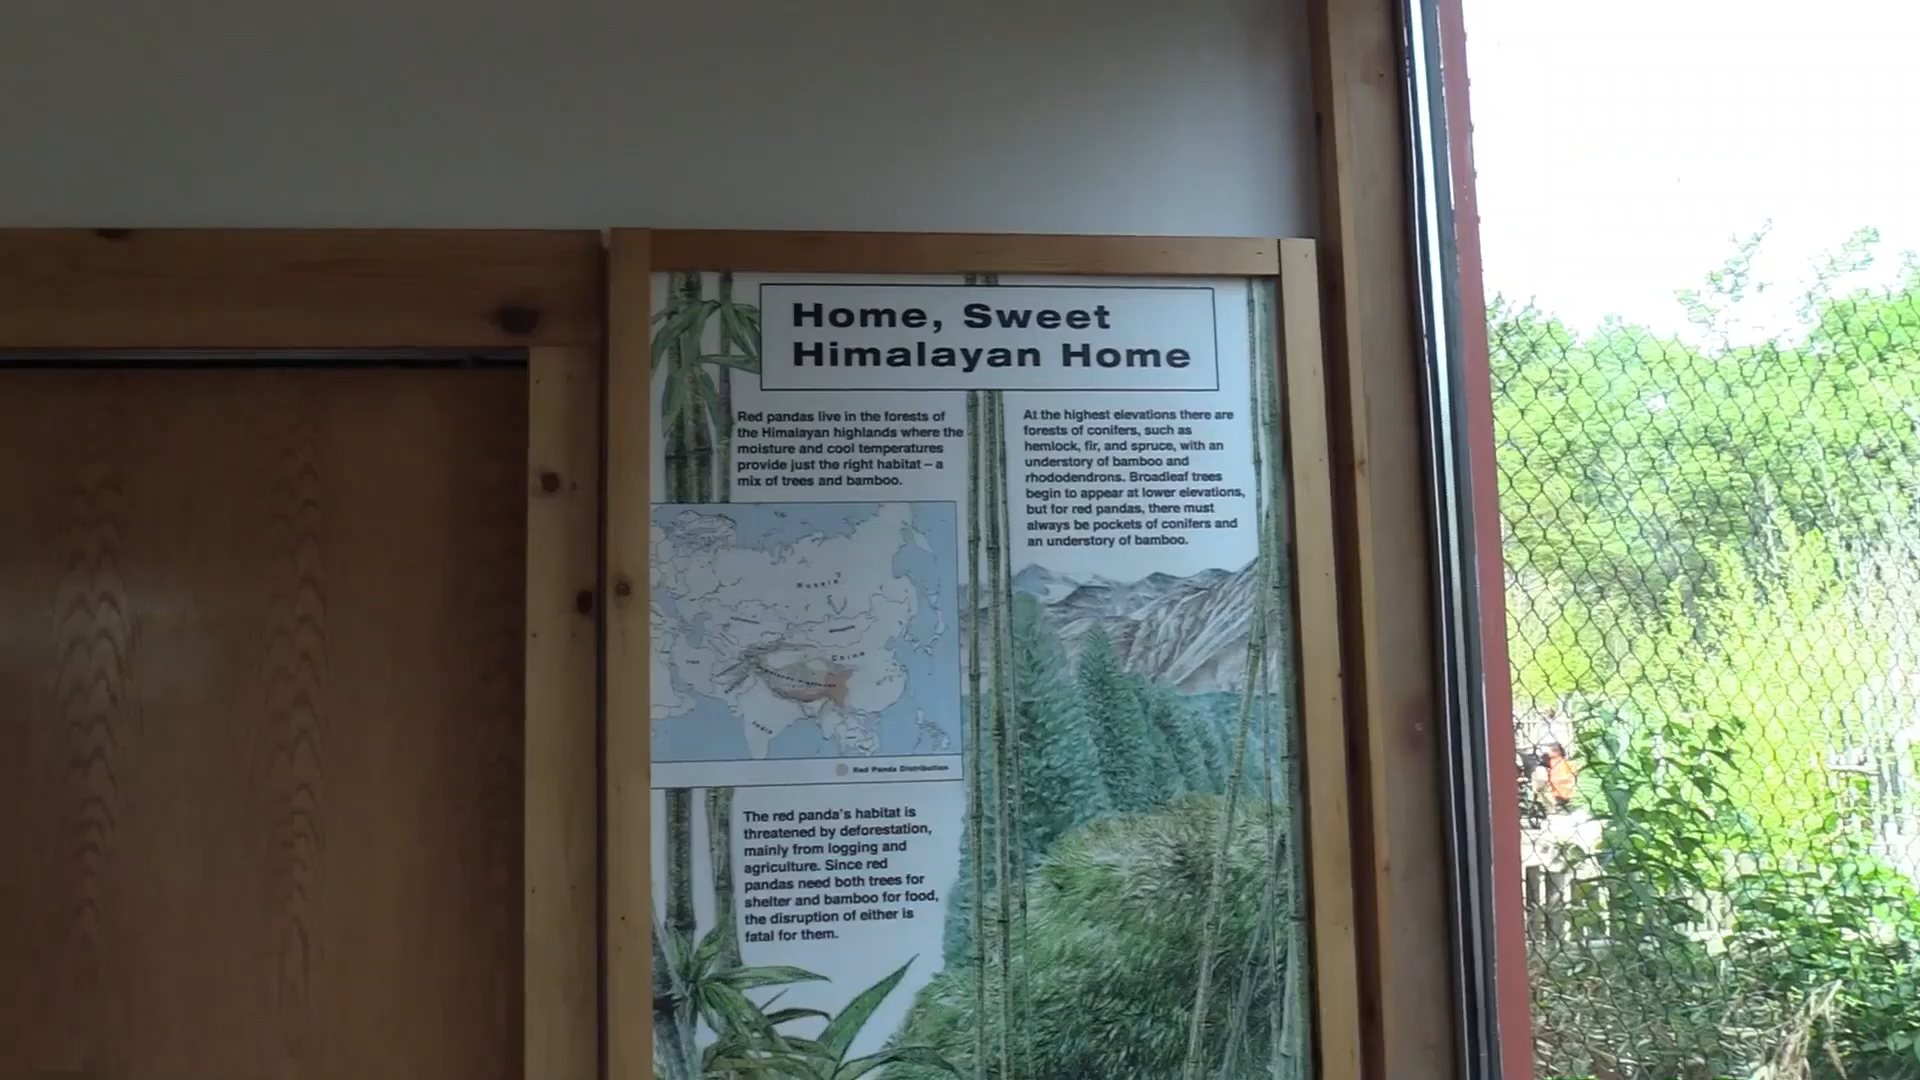 Home, Sweet
Himalayan Home
Red pandas live in the forests of
the Himalayan highlands where the
moisture and cool temperatures
provide just the right habitat – a
mix of trees and bamboo.
Russia
China
India
Red Panda Distribution
The red panda's habitat is
threatened by deforestation,
mainly from logging and
agriculture. Since red
pandas need both trees for
shelter and bamboo for food,
the disruption of either is
fatal for them.
At the highest elevations there are
forests of conifers, such as
hemlock, fir, and spruce, with an
understory of bamboo and
rhododendrons. Broadleaf trees
begin to appear at lower elevations,
but for red pandas, there must
always be pockets of conifers and
an understory of bamboo.